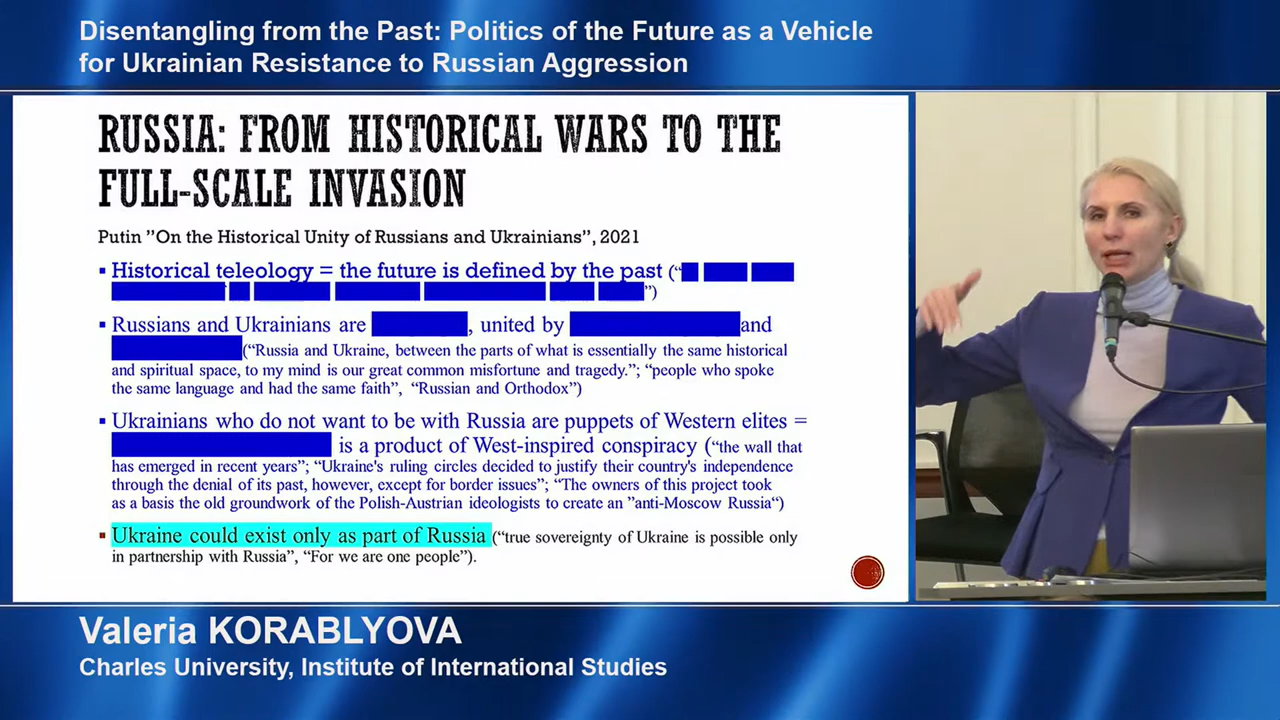 Disentangling from the Past: Politics of the Future as a Vehicle
for Ukrainian Resistance to Russian Aggression
RUSSIA: FROM HISTORICAL WARS TO THE
FULL-SCALE INVASION
Putin ”On the Historical Unity of Russians and Ukrainians”, 2021
▪ Historical teleology = the future is defined by the past (“
”)
▪ Russians and Ukrainians are , united by and
(“Russia and Ukraine, between the parts of what is essentially the same historical
and spiritual space, to my mind is our great common misfortune and tragedy.”; “people who spoke
the same language and had the same faith”, “Russian and Orthodox”)
▪ Ukrainians who do not want to be with Russia are puppets of Western elites =
is a product of West-inspired conspiracy (“the wall that
has emerged in recent years”; “Ukraine's ruling circles decided to justify their country's independence
through the denial of its past, however, except for border issues”; “The owners of this project took
as a basis the old groundwork of the Polish-Austrian ideologists to create an ”anti-Moscow Russia“)
▪ Ukraine could exist only as part of Russia (“true sovereignty of Ukraine is possible only
in partnership with Russia”, “For we are one people”).
Valeria KORABLYOVA
Charles University, Institute of International Studies